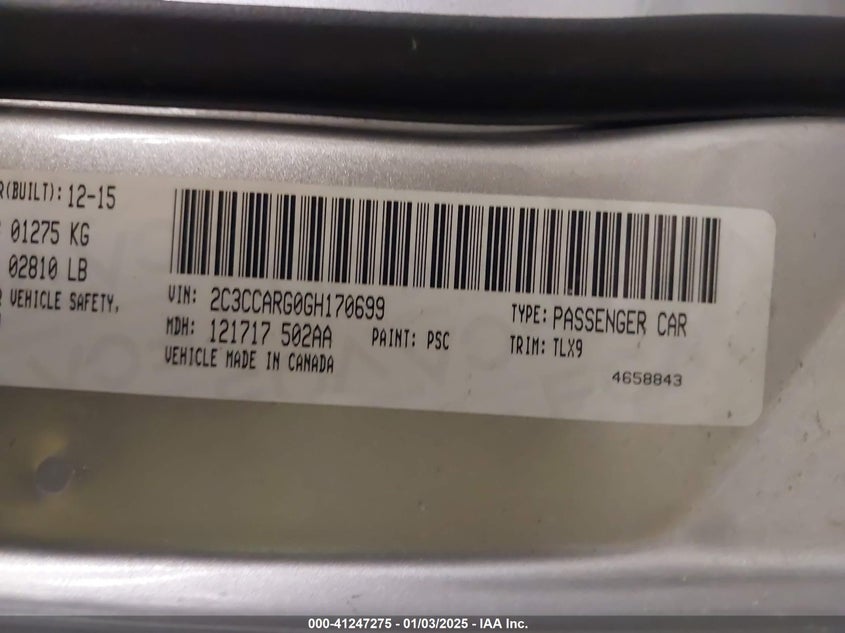 R(BUILT): 12-15
01275 KG
02810 LB
VEHICLE SAFETY,
VIN: 2C3CCARG0GH170699
TYPE: PASSENGER CAR
MDH: 121717 502AA
PAINT: PSC
TRIM: TLX9
VEHICLE MADE IN CANADA
4658843
000-41247275 - 01/03/2025 - IAA Inc.